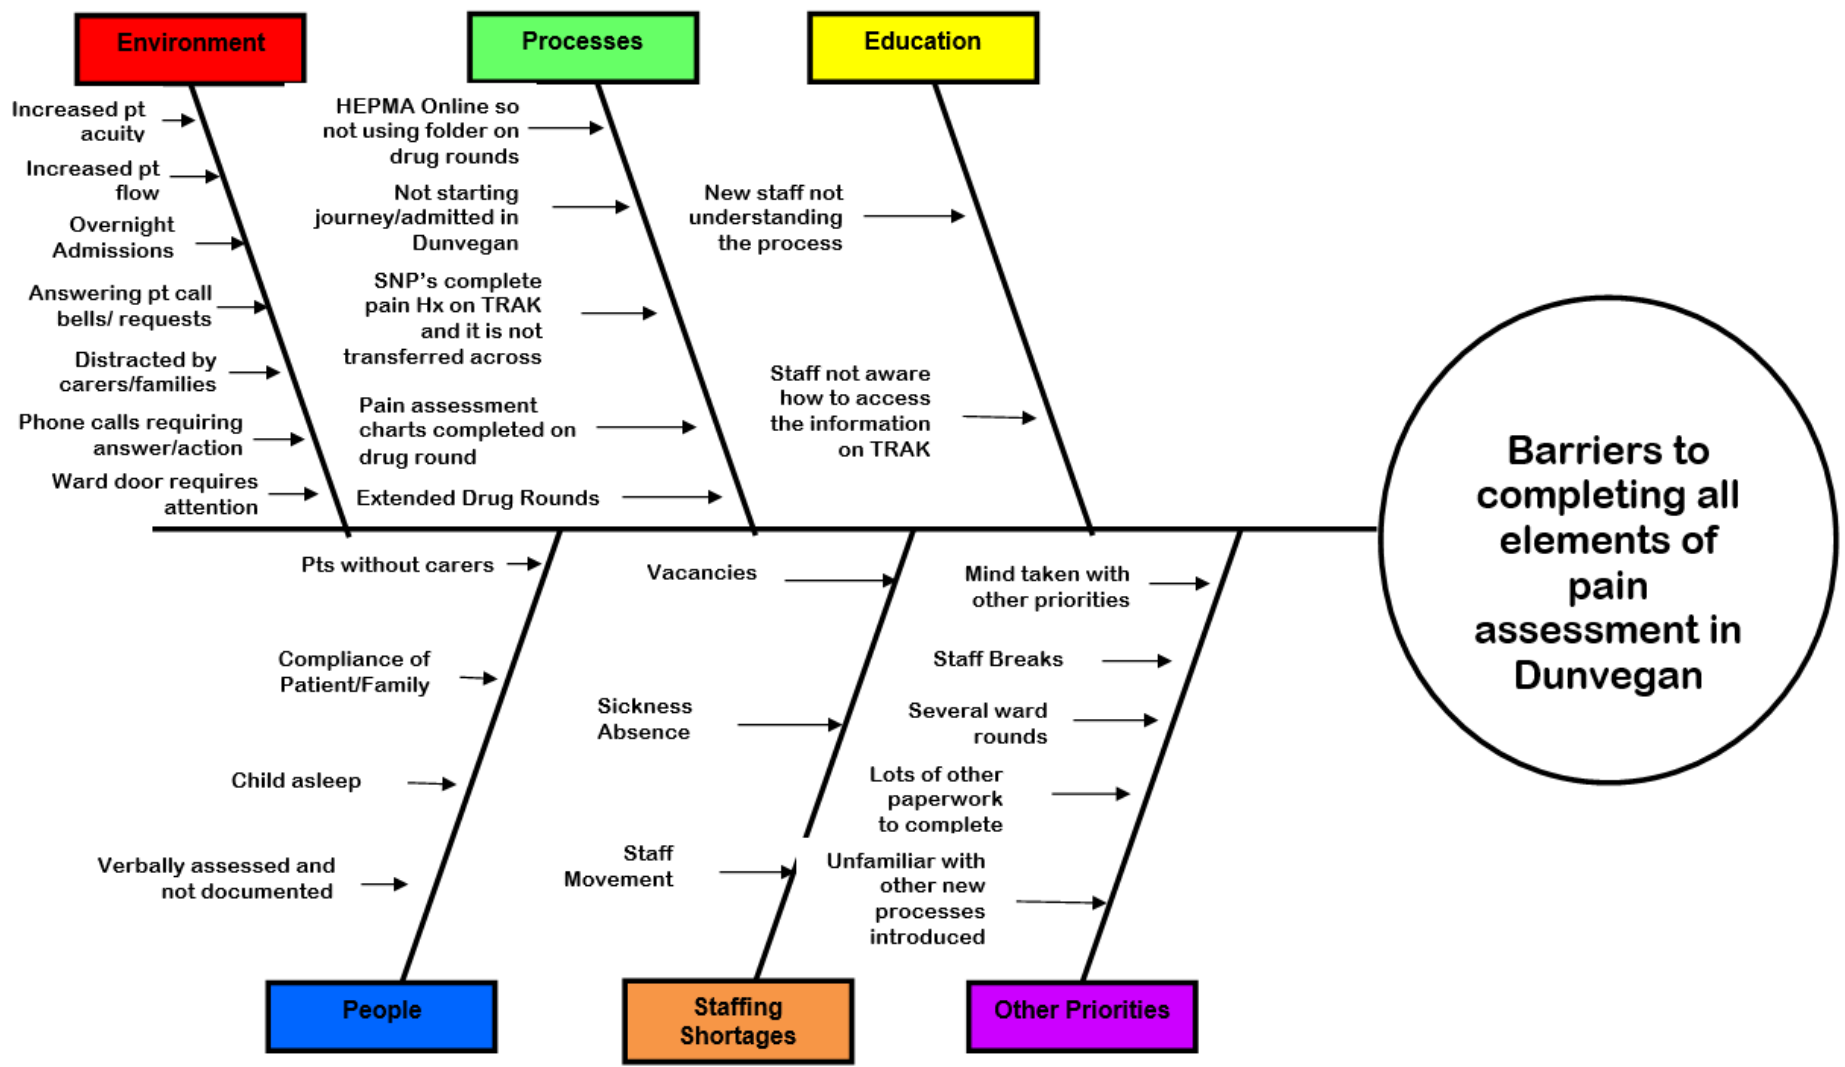 Environment
Increased pt
acuity
Increased pt
flow
Overnight
Admissions
Answering pt call
bells/ requests
Distracted by
carers/families
Phone calls requiring
answer/action
Ward door requires
attention
Processes
HEPMA Online so
not using folder on
drug rounds
Not starting
journey/admitted in
Dunvegan
SNP’s complete
pain Hx on TRAK
and it is not
transferred across
Pain assessment
charts completed on
drug round
Extended Drug Rounds
Education
New staff not
understanding
the process
Staff not aware
how to access
the information
on TRAK
Barriers to
completing all
elements of
pain
assessment in
Dunvegan
Pts without carers
Compliance of
Patient/Family
Child asleep
Verbally assessed and
not documented
People
Vacancies
Sickness
Absence
Staff
Movement
Staffing
Shortages
Mind taken with
other priorities
Staff Breaks
Several ward
rounds
Lots of other
paperwork
to complete
Unfamiliar with
other new
processes
introduced
Other Priorities